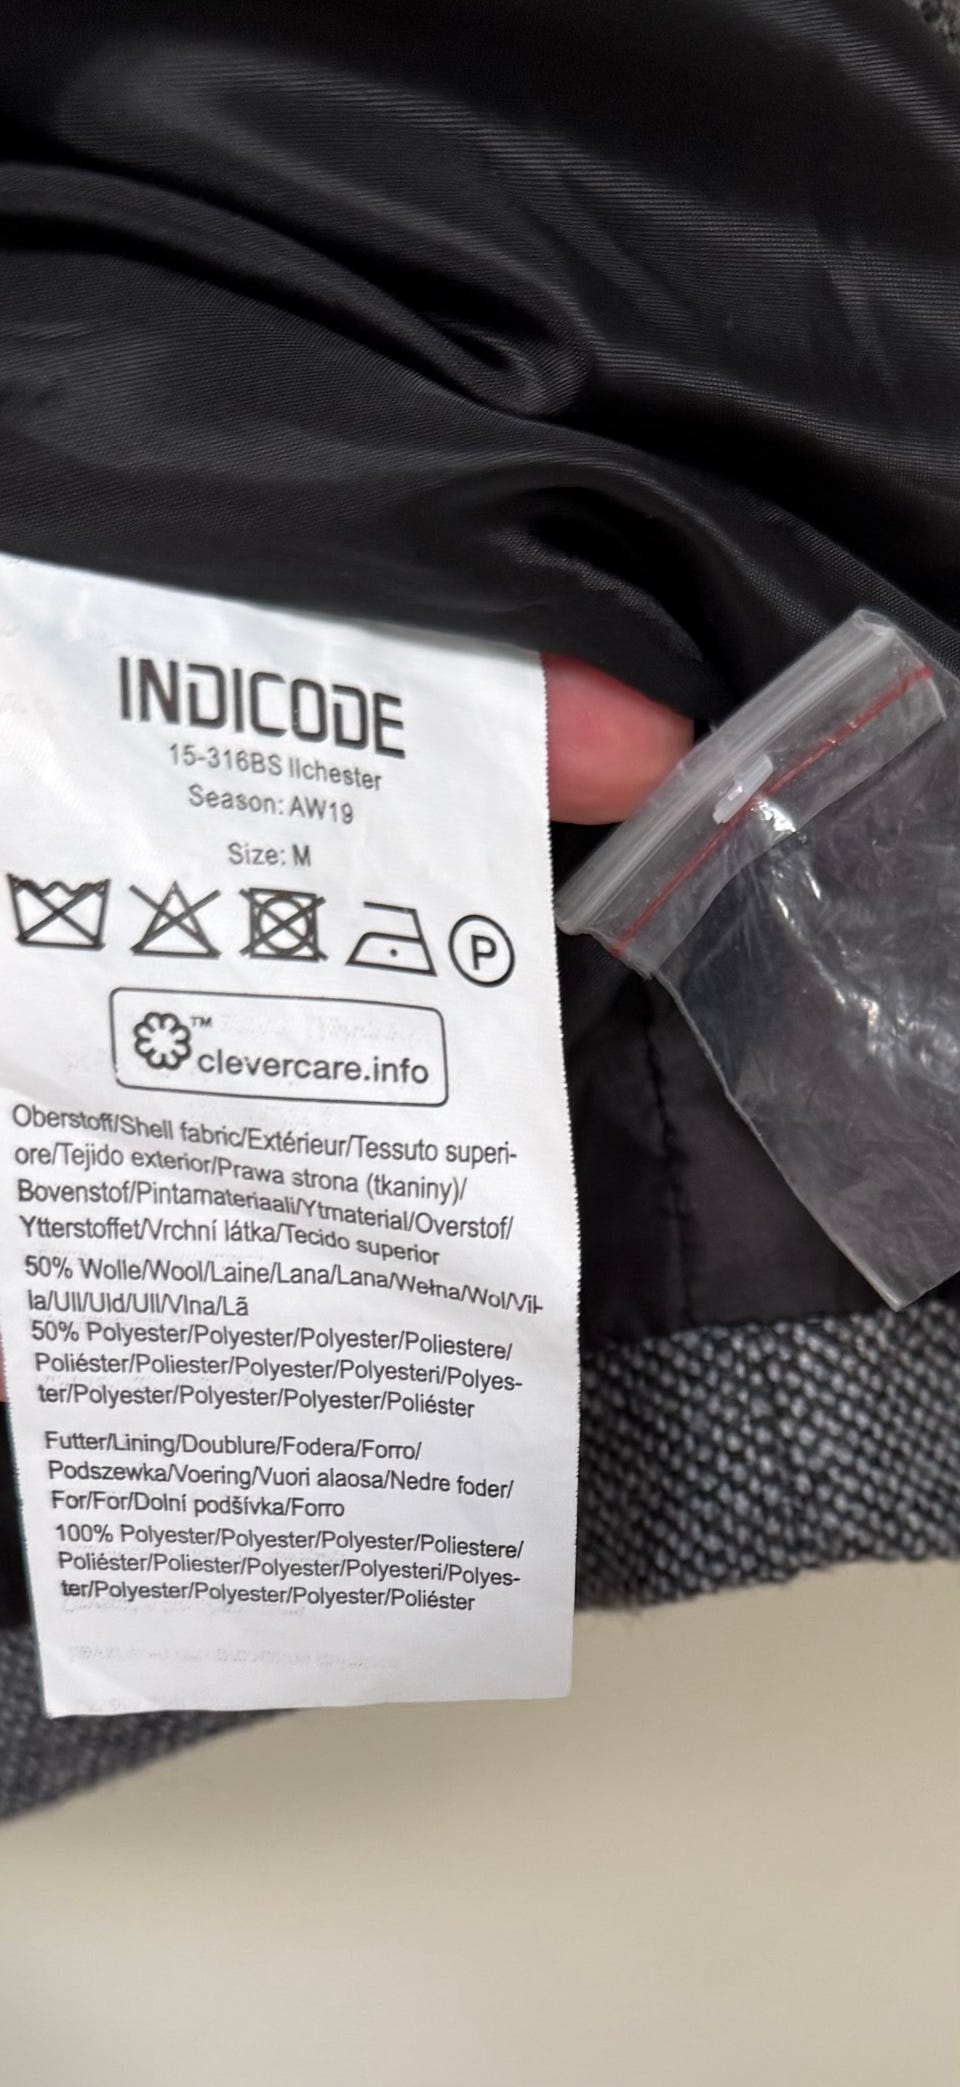 INDICODE
15-316BS Ilchester
Season: AW19
Size: M
P
TM
clevercare.info
Oberstoff/Shell fabric/Extérieur/Tessuto superi-
ore/Tejido exterior/Prawa strona (tkaniny)/
Bovenstof/Pintamateriaali/Ytmaterial/Overstof/
Ytterstoffet/Vrchní látka/Tecido superior
50% Wolle/Wool/Laine/Lana/Lana/Wełna/Wol/Vil-
la/Ull/Uld/Ull/Vlna/Lã
50% Polyester/Polyester/Polyester/Poliestere/
Poliéster/Poliester/Polyester/Polyesteri/Polyes-
ter/Polyester/Polyester/Polyester/Poliéster
Futter/Lining/Doublure/Fodera/Forro/
Podszewka/Voering/Vuori alaosa/Nedre foder/
For/For/Dolní podšívka/Forro
100% Polyester/Polyester/Polyester/Poliestere/
Poliéster/Poliester/Polyester/Polyesteri/Polyes-
ter/Polyester/Polyester/Polyester/Poliéster